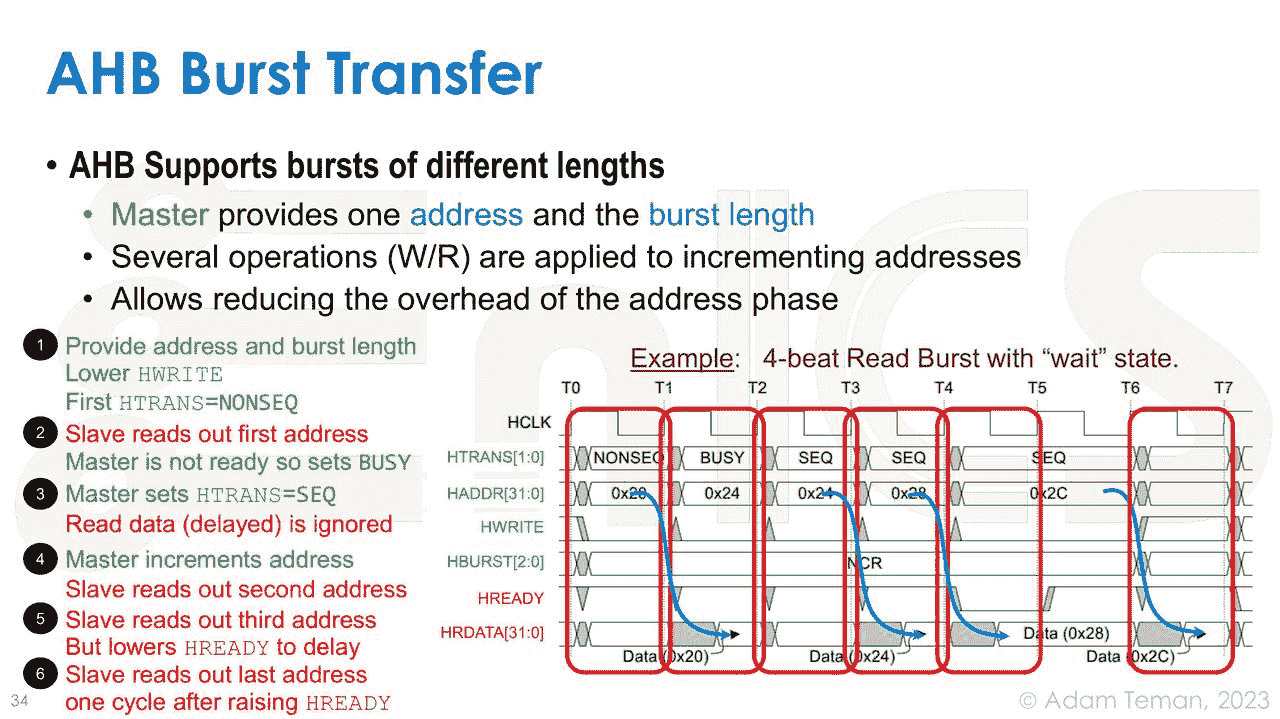 AHB Burst Transfer
• AHB Supports bursts of different lengths
• Master provides one address and the burst length
• Several operations (W/R) are applied to incrementing addresses
• Allows reducing the overhead of the address phase
1 Provide address and burst length
Lower HWRITE
First HTRANS=NONSEQ
2 Slave reads out first address
Master is not ready so sets BUSY
3 Master sets HTRANS=SEQ
Read data (delayed) is ignored
4 Master increments address
Slave reads out second address
5 Slave reads out third address
But lowers HREADY to delay
6 Slave reads out last address
one cycle after raising HREADY
Example: 4-beat Read Burst with “wait” state.
T0 T1 T2 T3 T4 T5 T6 T7
HCLK
HTRANS[1:0] NONSEQ BUSY SEQ SEQ SEQ
HADDR[31:0] 0x20 0x24 0x24 0x28 0x2C
HWRITE
HBURST[2:0] NCR
HREADY
HRDATA[31:0] Data (0x28)
Data (0x20) Data (0x24) Data (0x2C)
34
© Adam Teman, 2023